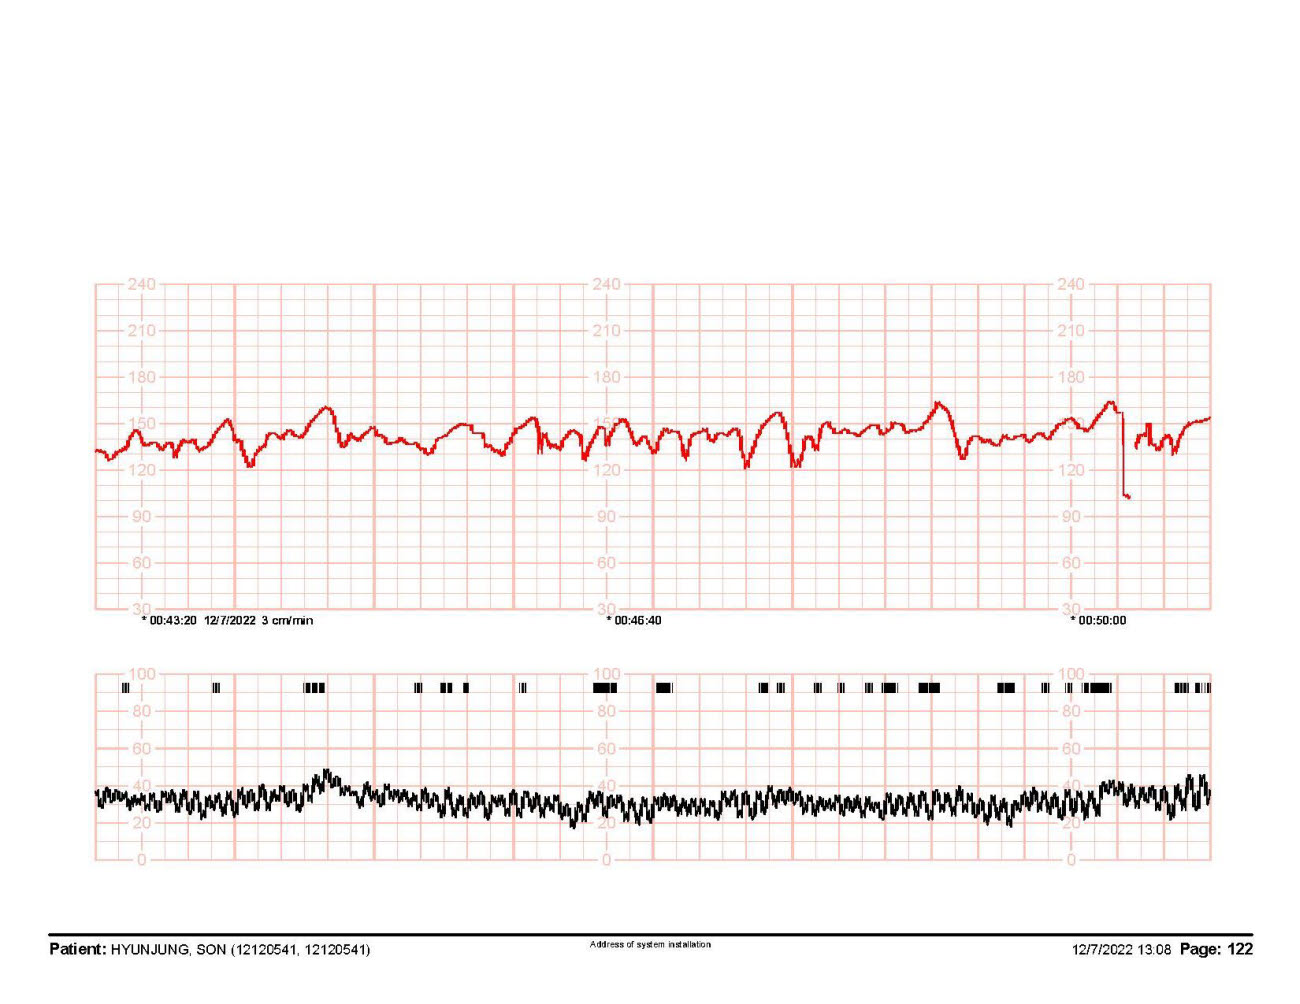 240 240 240
210 210 210
180 180 180
150 150 150
120 120 120
90 90 90
60 60 60
30 30 30
* 00:43:20 12/7/2022 3 cm/min * 00:46:40 * 00:50:00
100 100 100
80 80 80
60 60 60
40 40 40
20 20 20
0 0 0
Patient: HYUNJUNG, SON (12120541, 12120541) Address of system installation 12/7/2022 13:08 Page: 122